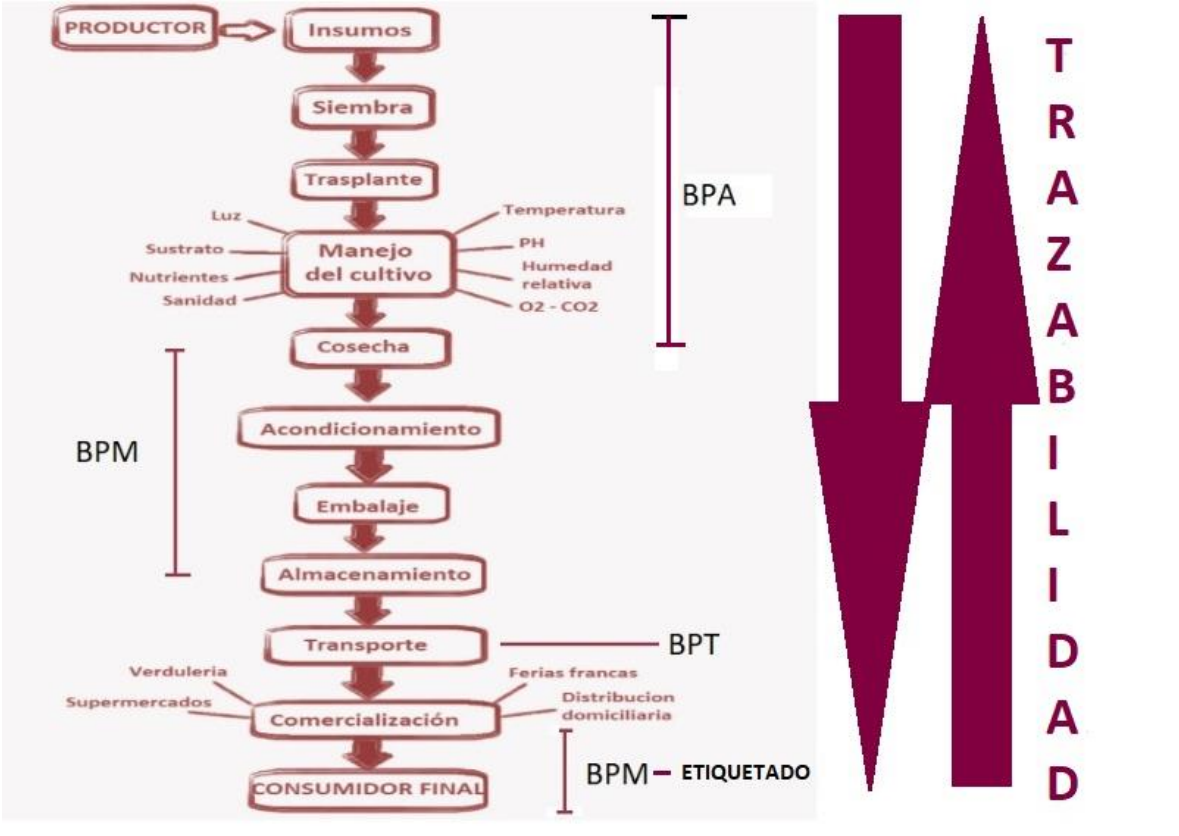 PRODUCTOR
Insumos
Siembra
Trasplante
Luz
Temperatura
Sustrato
PH
Manejo
del cultivo
Nutrientes
Humedad
relativa
Sanidad
O2 - CO2
BPA
Cosecha
Acondicionamiento
BPM
Embalaje
Almacenamiento
Transporte
BPT
Verduleria
Ferias francas
Supermercados
Distribucion
domiciliaria
Comercialización
CONSUMIDOR FINAL
BPM – ETIQUETADO
T
R
A
Z
A
B
I
L
I
D
A
D